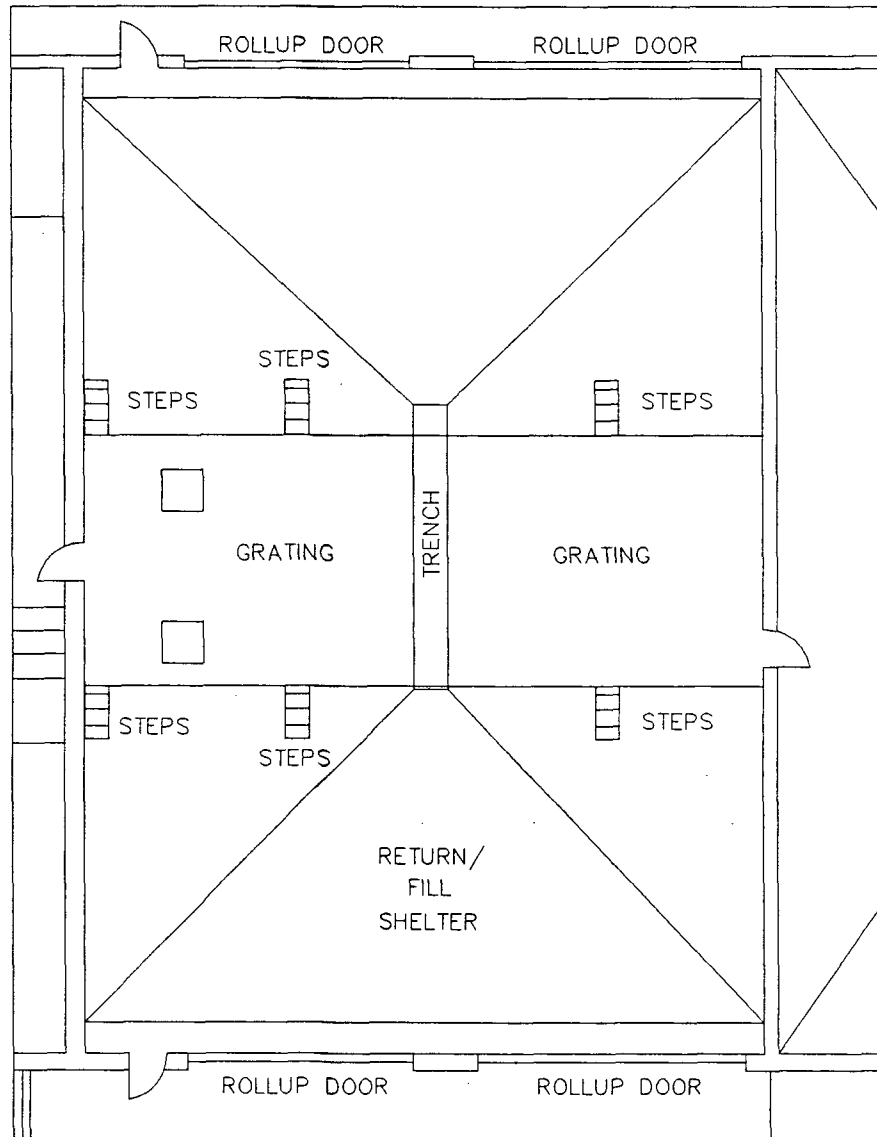 ROLLUP DOOR
ROLLUP DOOR
STEPS
STEPS
STEPS
GRATING
TRENCH
GRATING
STEPS
STEPS
STEPS
RETURN/
FILL
SHELTER
ROLLUP DOOR
ROLLUP DOOR